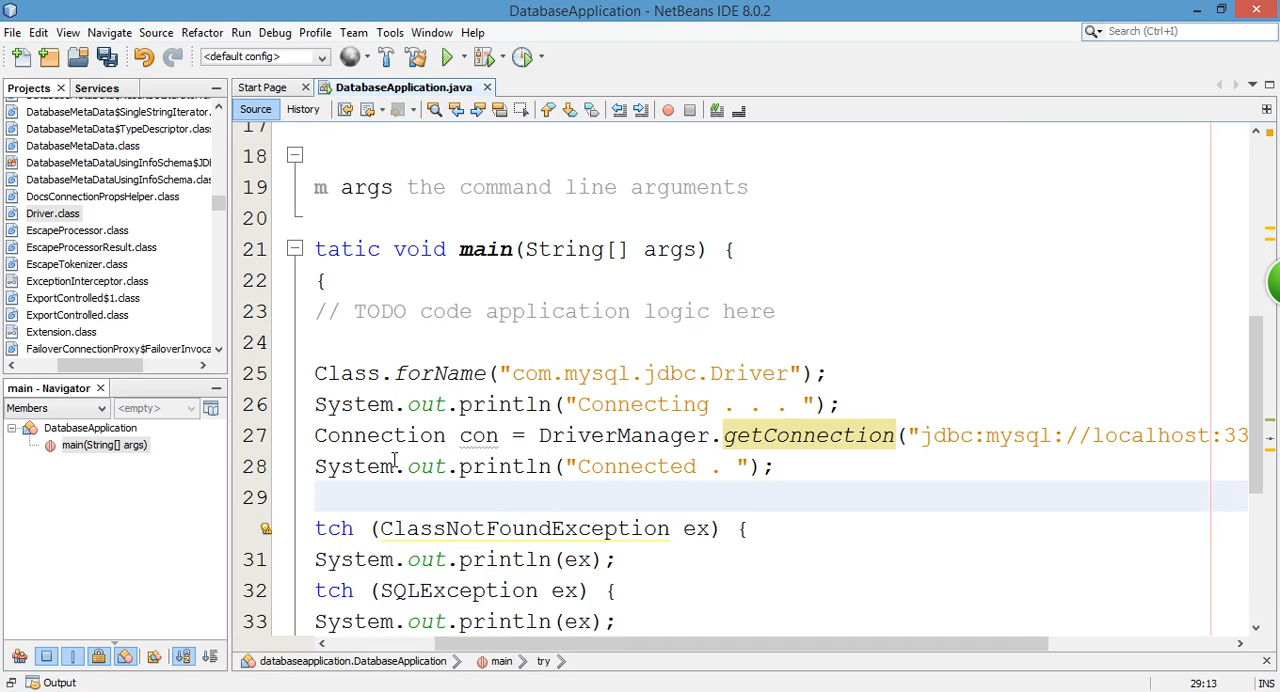 DatabaseApplication - NetBeans IDE 8.0.2
File Edit View Navigate Source Refactor Run Debug Profile Team Tools Window Help
Search (Ctrl+I)
<default config>
Projects Services
Start Page DatabaseApplication.java
Source History
DatabaseMetaData$SingleStringIterator.
DatabaseMetaData$TypeDescriptor.class
DatabaseMetaData.class
DatabaseMetaDataUsingInfoSchema$JD
DatabaseMetaDataUsingInfoSchema.clas
DocsConnectionPropsHelper.class
Driver.class
EscapeProcessor.class
EscapeProcessorResult.class
EscapeTokenizer.class
ExceptionInterceptor.class
ExportControlled$1.class
ExportControlled.class
Extension.class
FailoverConnectionProxy$FailoverInvoca
main - Navigator
Members <empty>
DatabaseApplication
main(String[] args)
17
18
19 m args the command line arguments
20
21 tatic void main(String[] args) {
22 {
23 // TODO code application logic here
24
25 Class.forName("com.mysql.jdbc.Driver");
26 System.out.println("Connecting . . . ");
27 Connection con = DriverManager.getConnection("jdbc:mysql://localhost:33
28 System.out.println("Connected . ");
29
tch (ClassNotFoundException ex) {
31 System.out.println(ex);
32 tch (SQLException ex) {
33 System.out.println(ex);
databaseapplication.DatabaseApplication main try
Output
29:13 INS